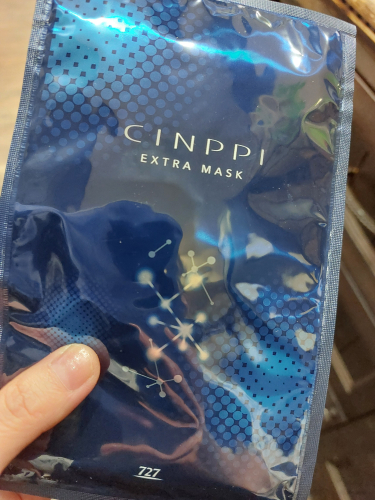 CINPPI
EXTRA MASK
727